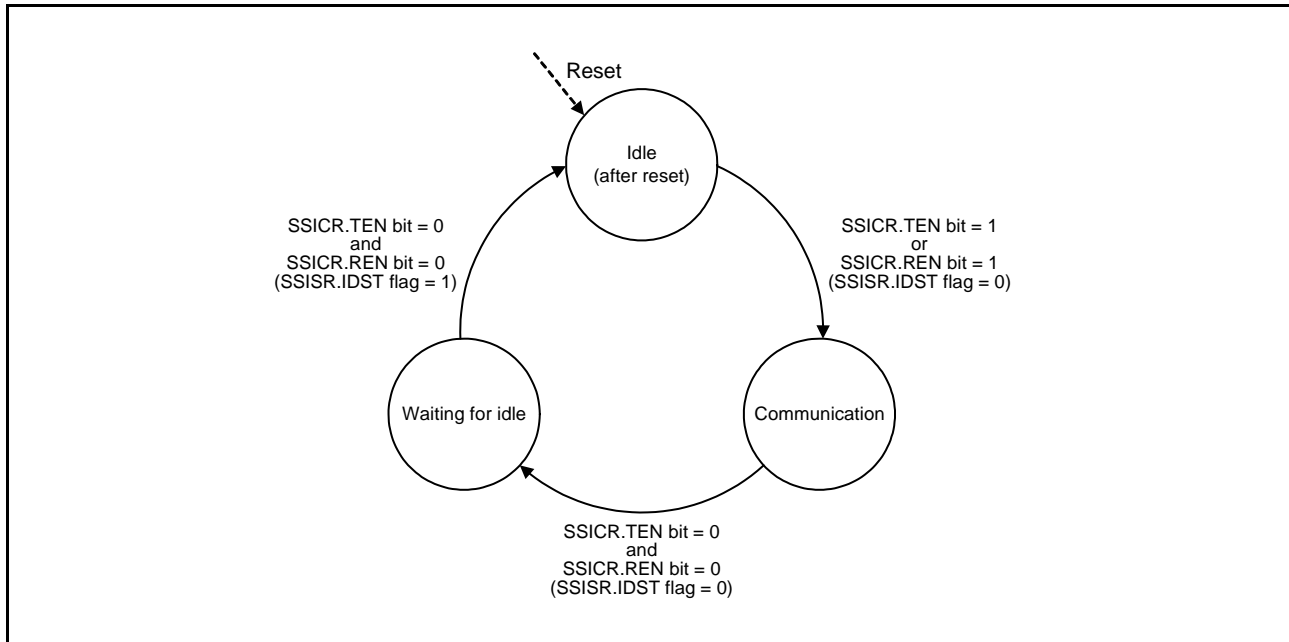 Reset
Idle
(after reset)
SSICR.TEN bit = 0
and
SSICR.REN bit = 0
(SSISR.IDST flag = 1)
SSICR.TEN bit = 1
or
SSICR.REN bit = 1
(SSISR.IDST flag = 0)
Waiting for idle
Communication
SSICR.TEN bit = 0
and
SSICR.REN bit = 0
(SSISR.IDST flag = 0)